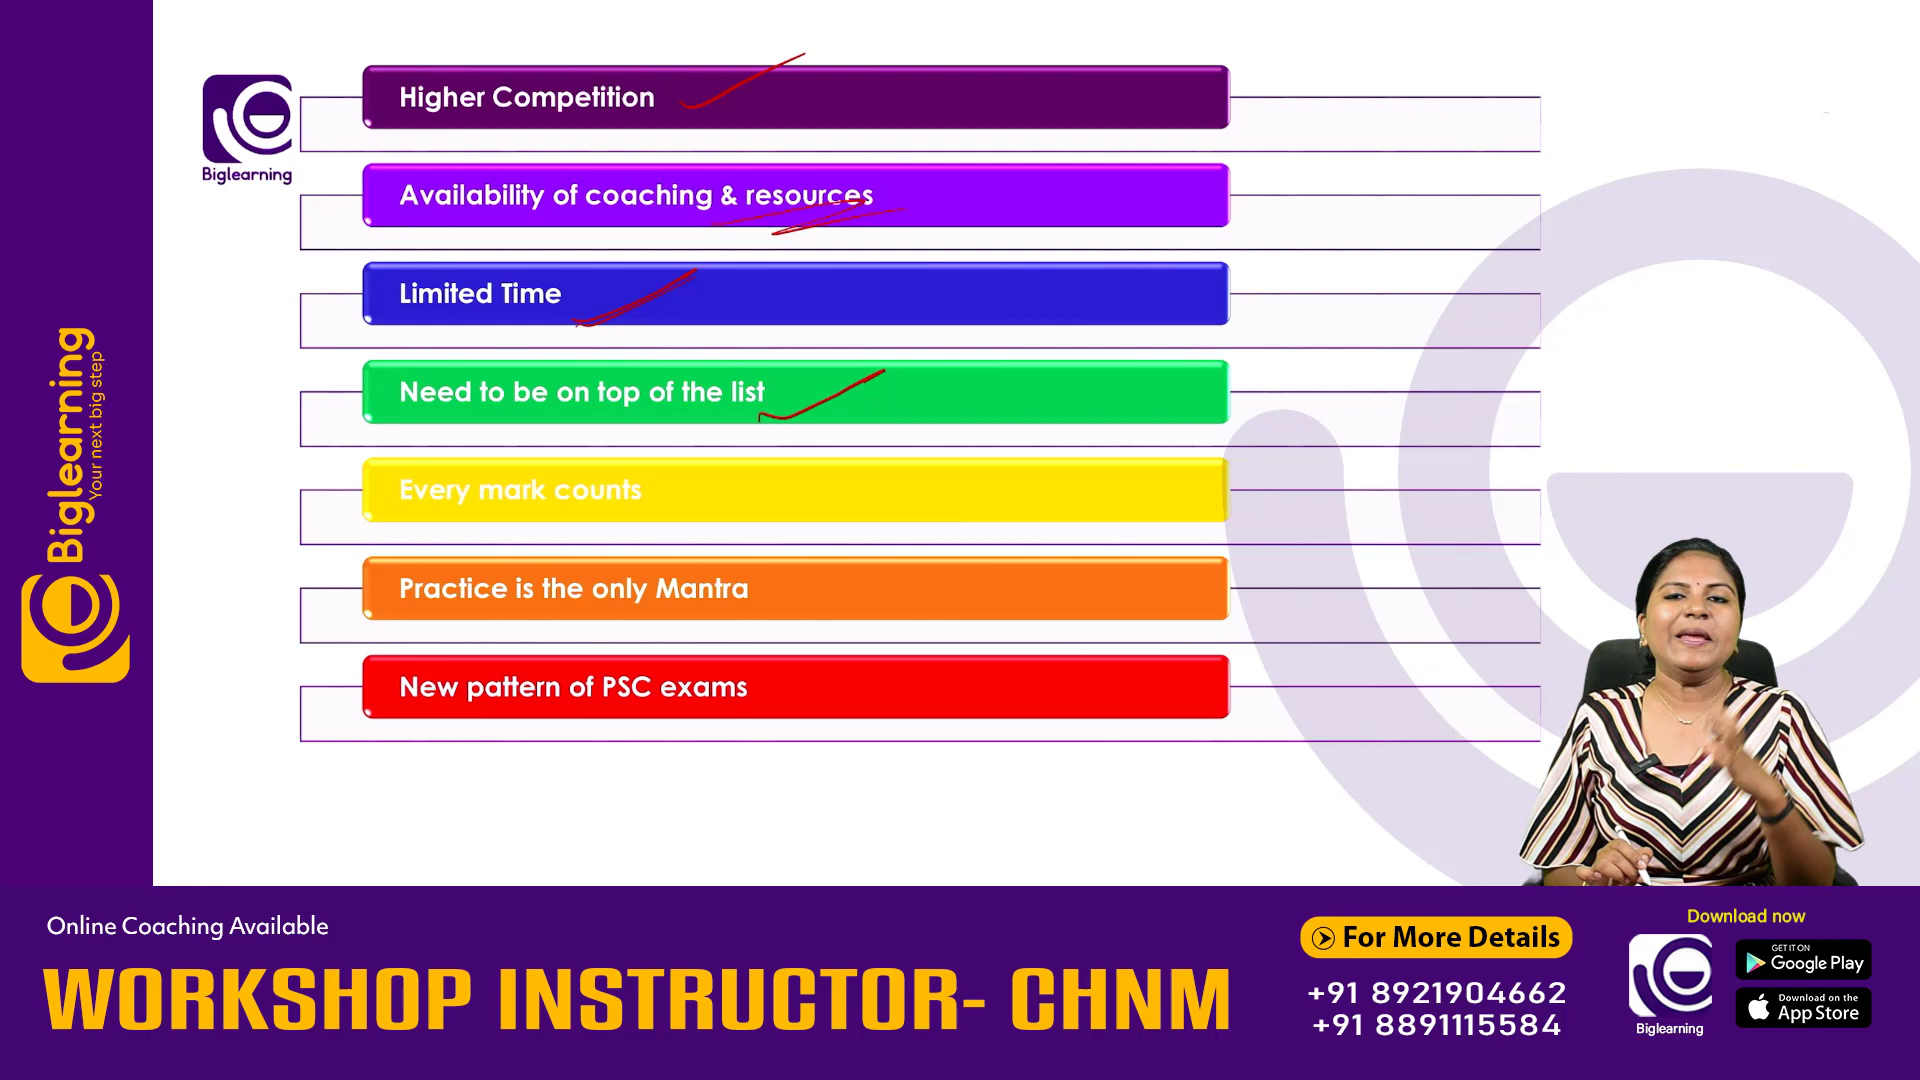 Biglearning
Higher Competition
Availability of coaching & resources
Limited Time
Need to be on top of the list
Every mark counts
Practice is the only Mantra
New pattern of PSC exams
Biglearning
Your next big step
Online Coaching Available
WORKSHOP INSTRUCTOR- CHNM
For More Details
+91 8921904662
+91 8891115584
Download now
Biglearning
GET IT ON
Google Play
Download on the
App Store